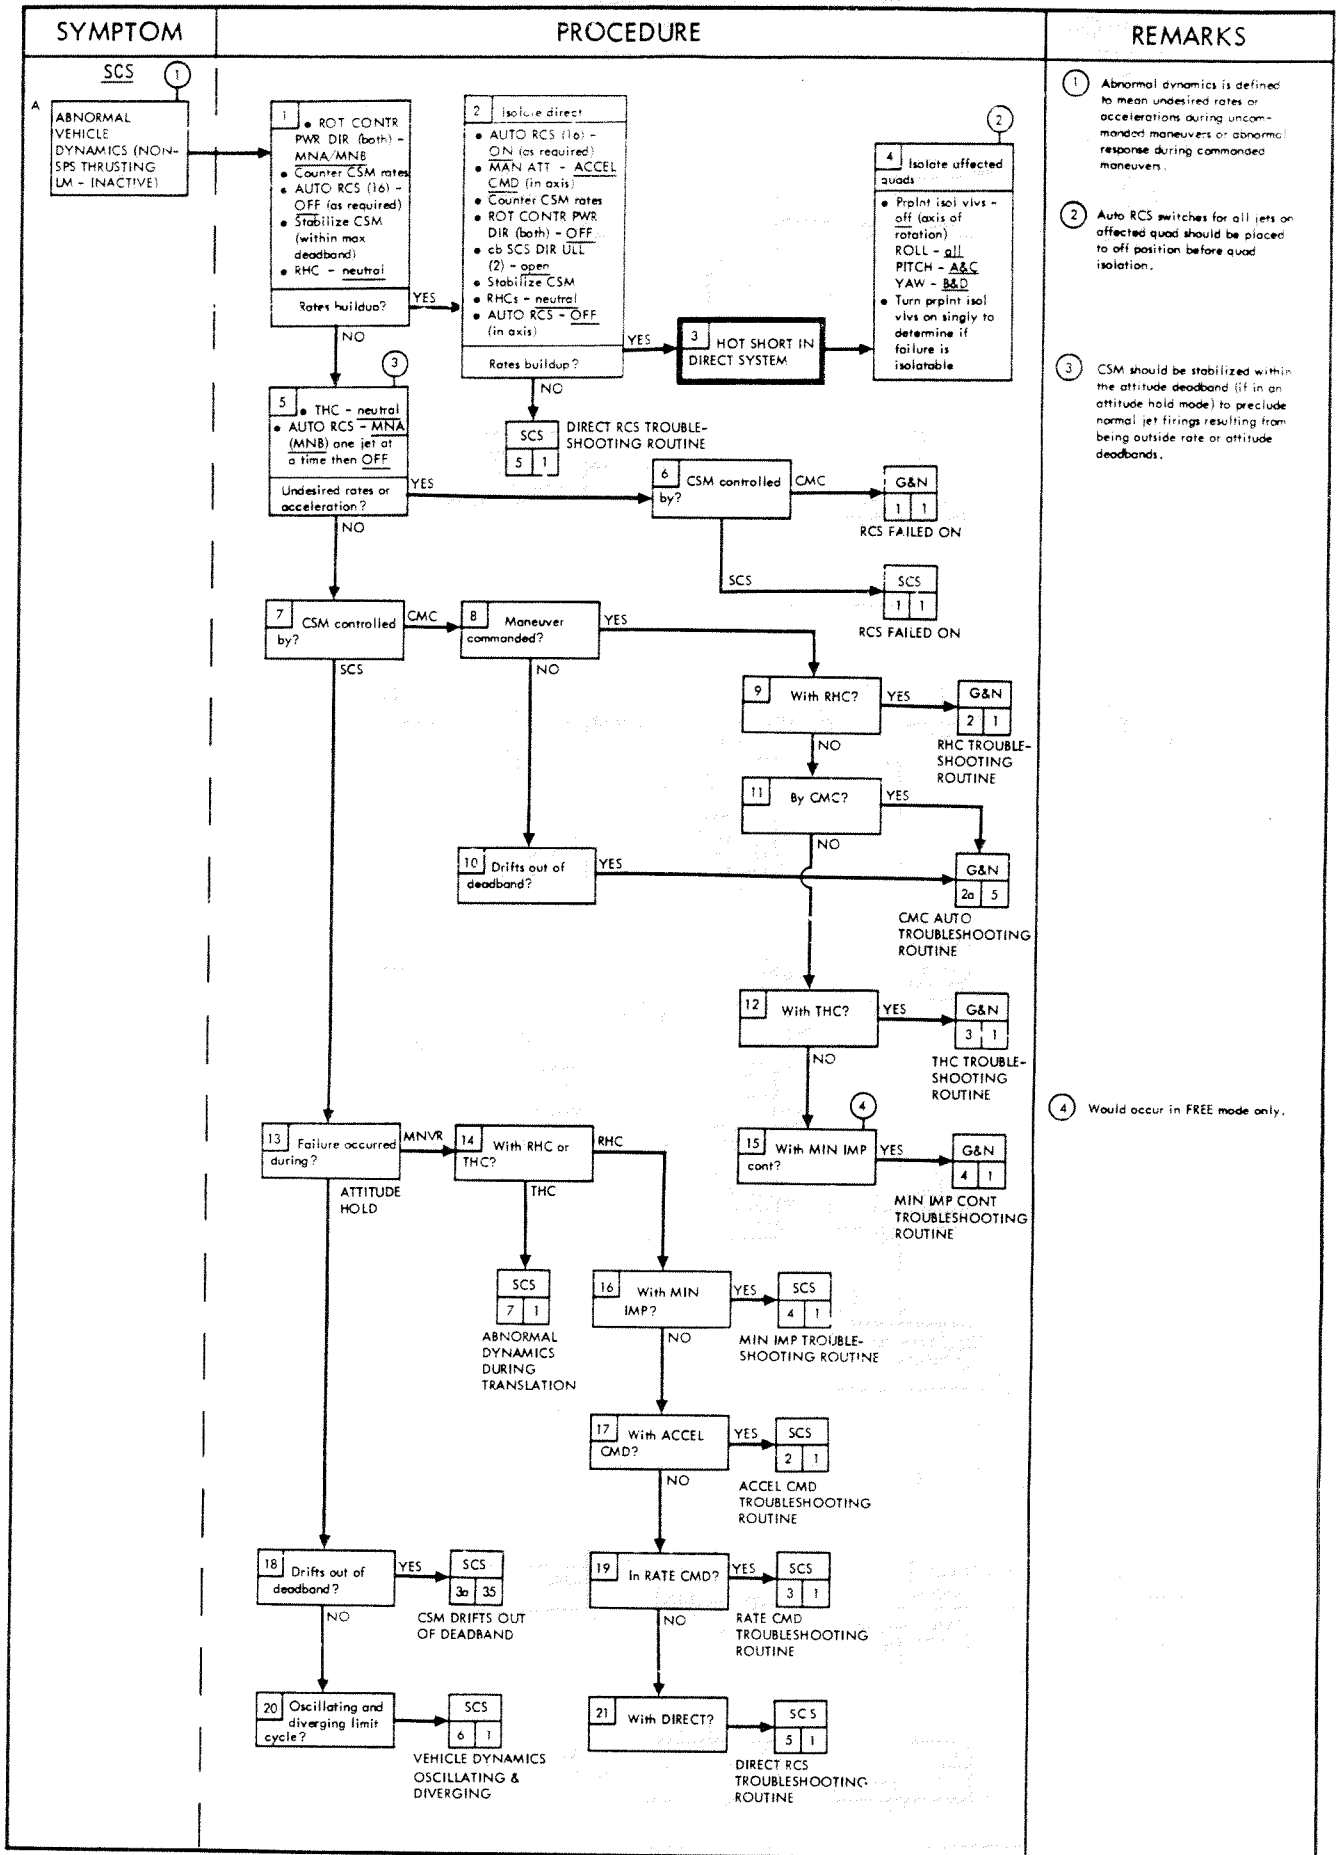 SYMPTOM
PROCEDURE
REMARKS
SCS
1
A
ABNORMAL
VEHICLE
DYNAMICS (NON-
SPS THRUSTING
LM - INACTIVE)
1
• ROT CONTR
PWR DIR (both) -
MNA/MNB
• Counter CSM rates
• AUTO RCS (16) -
OFF (as required)
• Stabilize CSM
(within max
deadband)
• RHC - neutral
Rates buildup?
YES
NO
2
Isolate direct
• AUTO RCS (16) -
ON (as required)
• MAN ATT - ACCEL
CMD (in axis)
• Counter CSM rates
• ROT CONTR PWR
DIR (both) - OFF
• cb SCS DIR ULL
(2) - open
• Stabilize CSM
• RHCs - neutral
• AUTO RCS - OFF
(in axis)
Rates buildup?
YES
NO
3
HOT SHORT IN
DIRECT SYSTEM
2
4
Isolate affected
quads
• Prplnt isol vlvs -
off (axis of
rotation)
ROLL - all
PITCH - A&C
YAW - B&D
• Turn prplnt isol
vlvs on singly to
determine if
failure is
isolatable
SCS
5 1
DIRECT RCS TROUBLE-
SHOOTING ROUTINE
3
5
• THC - neutral
• AUTO RCS - MNA
(MNB) one jet at
a time then OFF
Undesired rates or
acceleration?
YES
NO
6
CSM controlled
by?
CMC
G&N
1 1
RCS FAILED ON
SCS
SCS
1 1
RCS FAILED ON
7
CSM controlled
by?
CMC
SCS
8
Maneuver
commanded?
YES
NO
9
With RHC?
YES
NO
G&N
2 1
RHC TROUBLE-
SHOOTING
ROUTINE
11
By CMC?
YES
NO
10
Drifts out of
deadband?
YES
G&N
2a 5
CMC AUTO
TROUBLESHOOTING
ROUTINE
12
With THC?
YES
NO
G&N
3 1
THC TROUBLE-
SHOOTING
ROUTINE
4
15
With MIN IMP
cont?
YES
G&N
4 1
MIN IMP CONT
TROUBLESHOOTING
ROUTINE
13
Failure occurred
during?
MNVR
ATTITUDE
HOLD
14
With RHC or
THC?
RHC
THC
SCS
7 1
ABNORMAL
DYNAMICS
DURING
TRANSLATION
16
With MIN
IMP?
YES
NO
SCS
4 1
MIN IMP TROUBLE-
SHOOTING ROUTINE
17
With ACCEL
CMD?
YES
NO
SCS
2 1
ACCEL CMD
TROUBLESHOOTING
ROUTINE
18
Drifts out of
deadband?
YES
NO
SCS
3a 35
CSM DRIFTS OUT
OF DEADBAND
19
In RATE CMD?
YES
NO
SCS
3 1
RATE CMD
TROUBLESHOOTING
ROUTINE
20
Oscillating and
diverging limit
cycle?
SCS
6 1
VEHICLE DYNAMICS
OSCILLATING &
DIVERGING
21
With DIRECT?
SCS
5 1
DIRECT RCS
TROUBLESHOOTING
ROUTINE
1
Abnormal dynamics is defined
to mean undesired rates or
accelerations during uncom-
manded maneuvers or abnormal
response during commanded
maneuvers.
2
Auto RCS switches for all jets on
affected quad should be placed
to off position before quad
isolation.
3
CSM should be stabilized within
the attitude deadband (if in an
attitude hold mode) to preclude
normal jet firings resulting from
being outside rate or attitude
deadbands.
4
Would occur in FREE mode only.